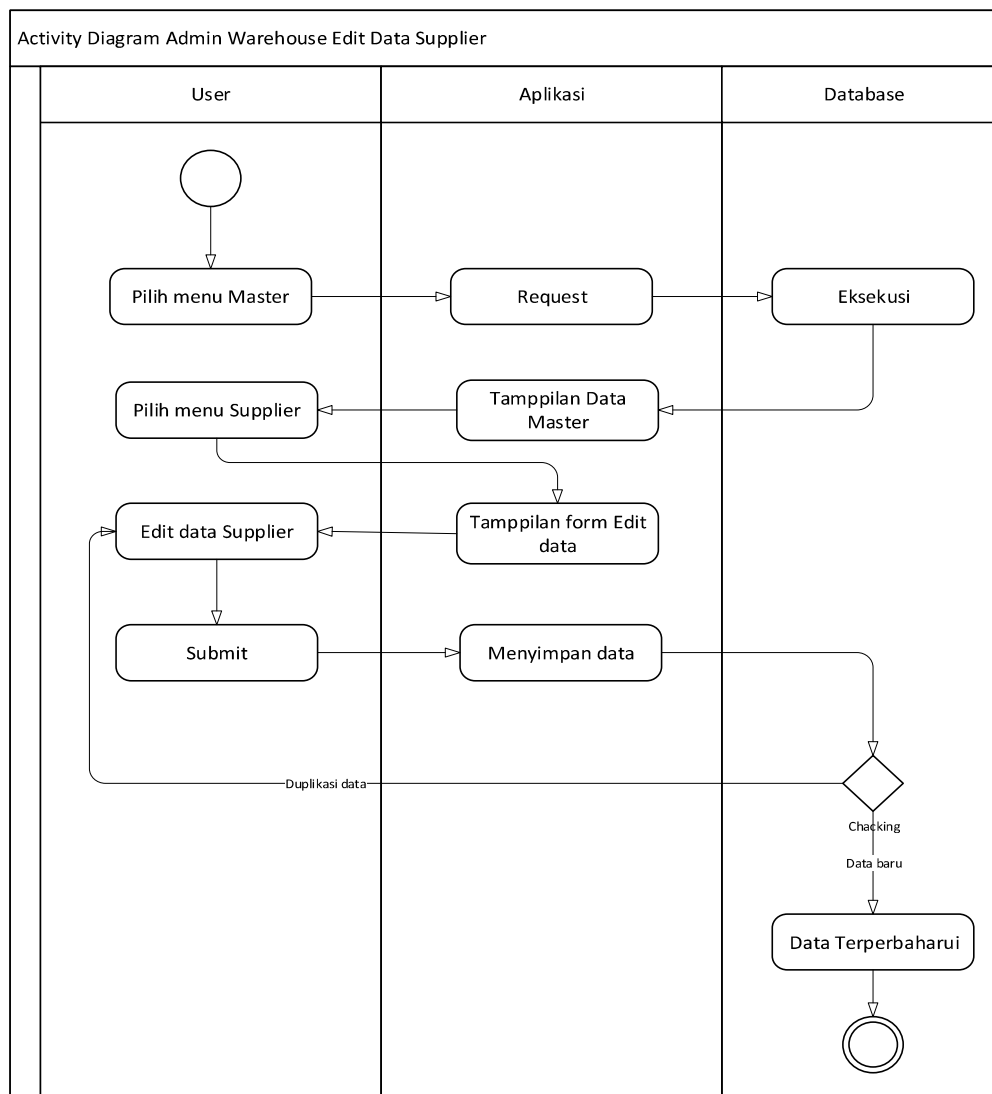 Activity Diagram Admin Warehouse Edit Data Supplier
User
Aplikasi
Database
Pilih menu Master
Request
Eksekusi
Pilih menu Supplier
Tamppilan Data
Master
Edit data Supplier
Tamppilan form Edit
data
Submit
Menyimpan data
Duplikasi data
Chacking
Data baru
Data Terperbaharui